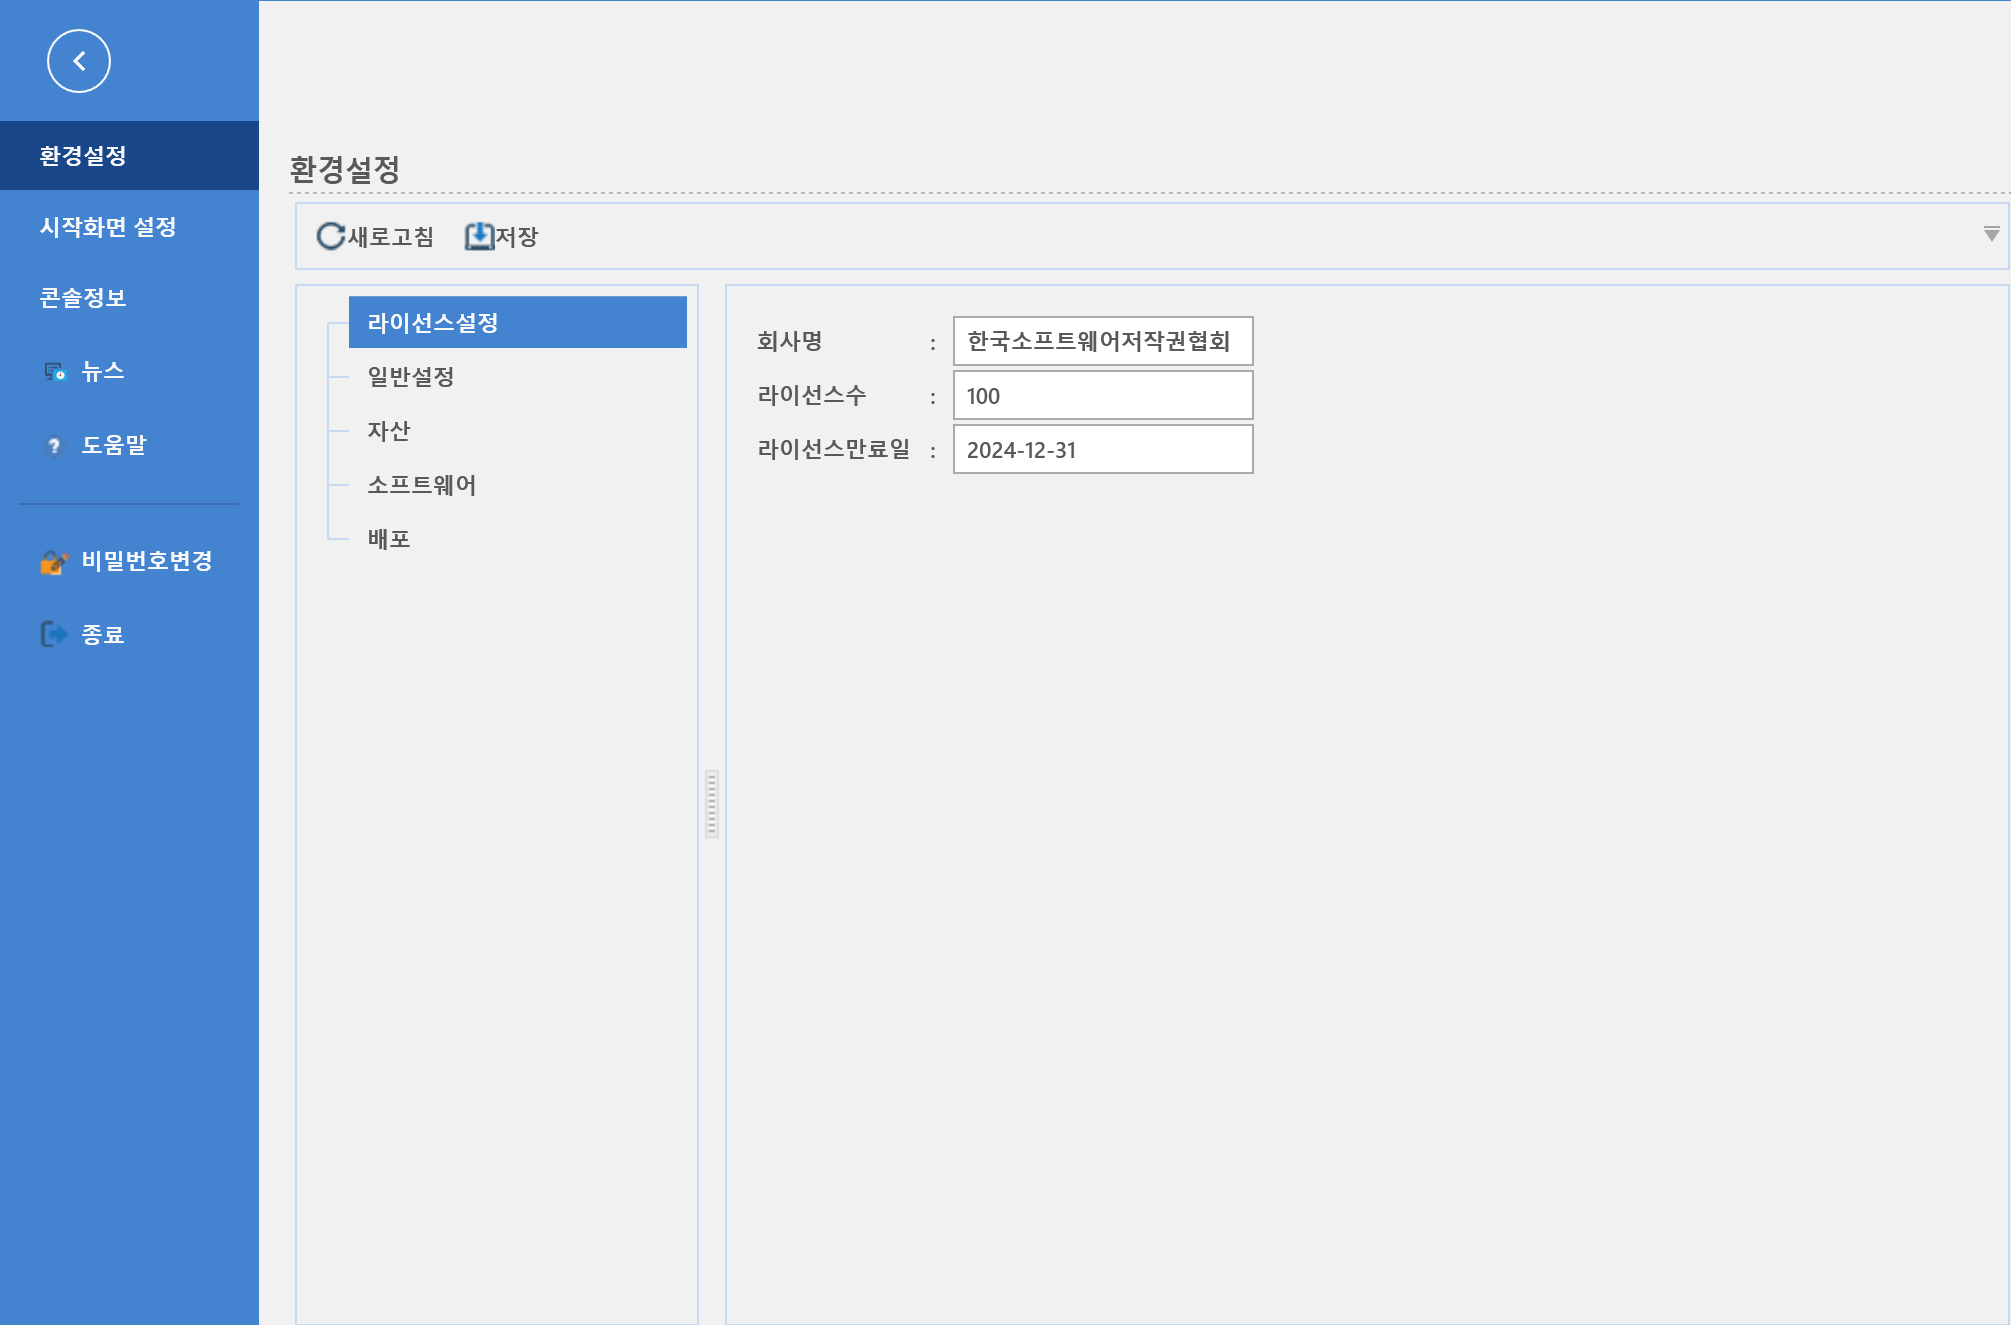 환경설정
시작화면 설정
콘솔정보
뉴스
도움말
비밀번호변경
종료
환경설정
새로고침 저장
라이선스설정
일반설정
자산
소프트웨어
배포
회사명 : 한국소프트웨어저작권협회
라이선스수 : 100
라이선스만료일 : 2024-12-31